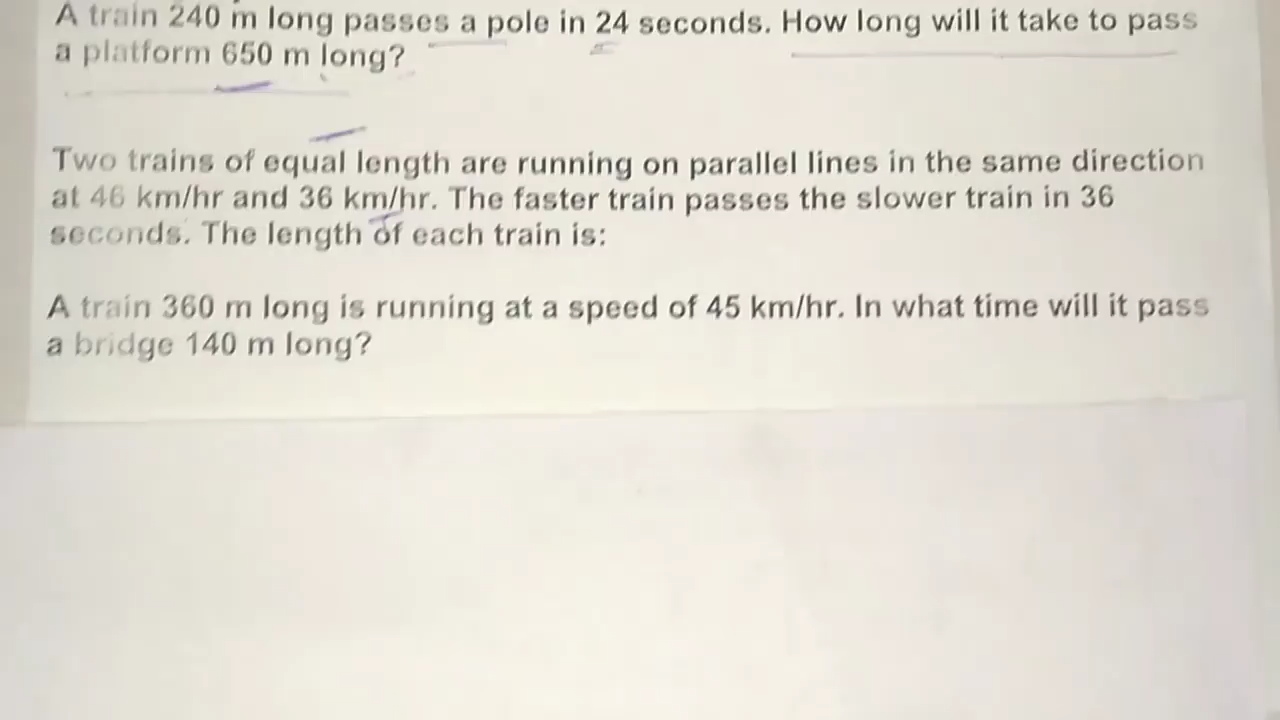 A train 240 m long passes a pole in 24 seconds. How long will it take to pass
a platform 650 m long?
Two trains of equal length are running on parallel lines in the same direction
at 46 km/hr and 36 km/hr. The faster train passes the slower train in 36
seconds. The length of each train is:
A train 360 m long is running at a speed of 45 km/hr. In what time will it pass
a bridge 140 m long?